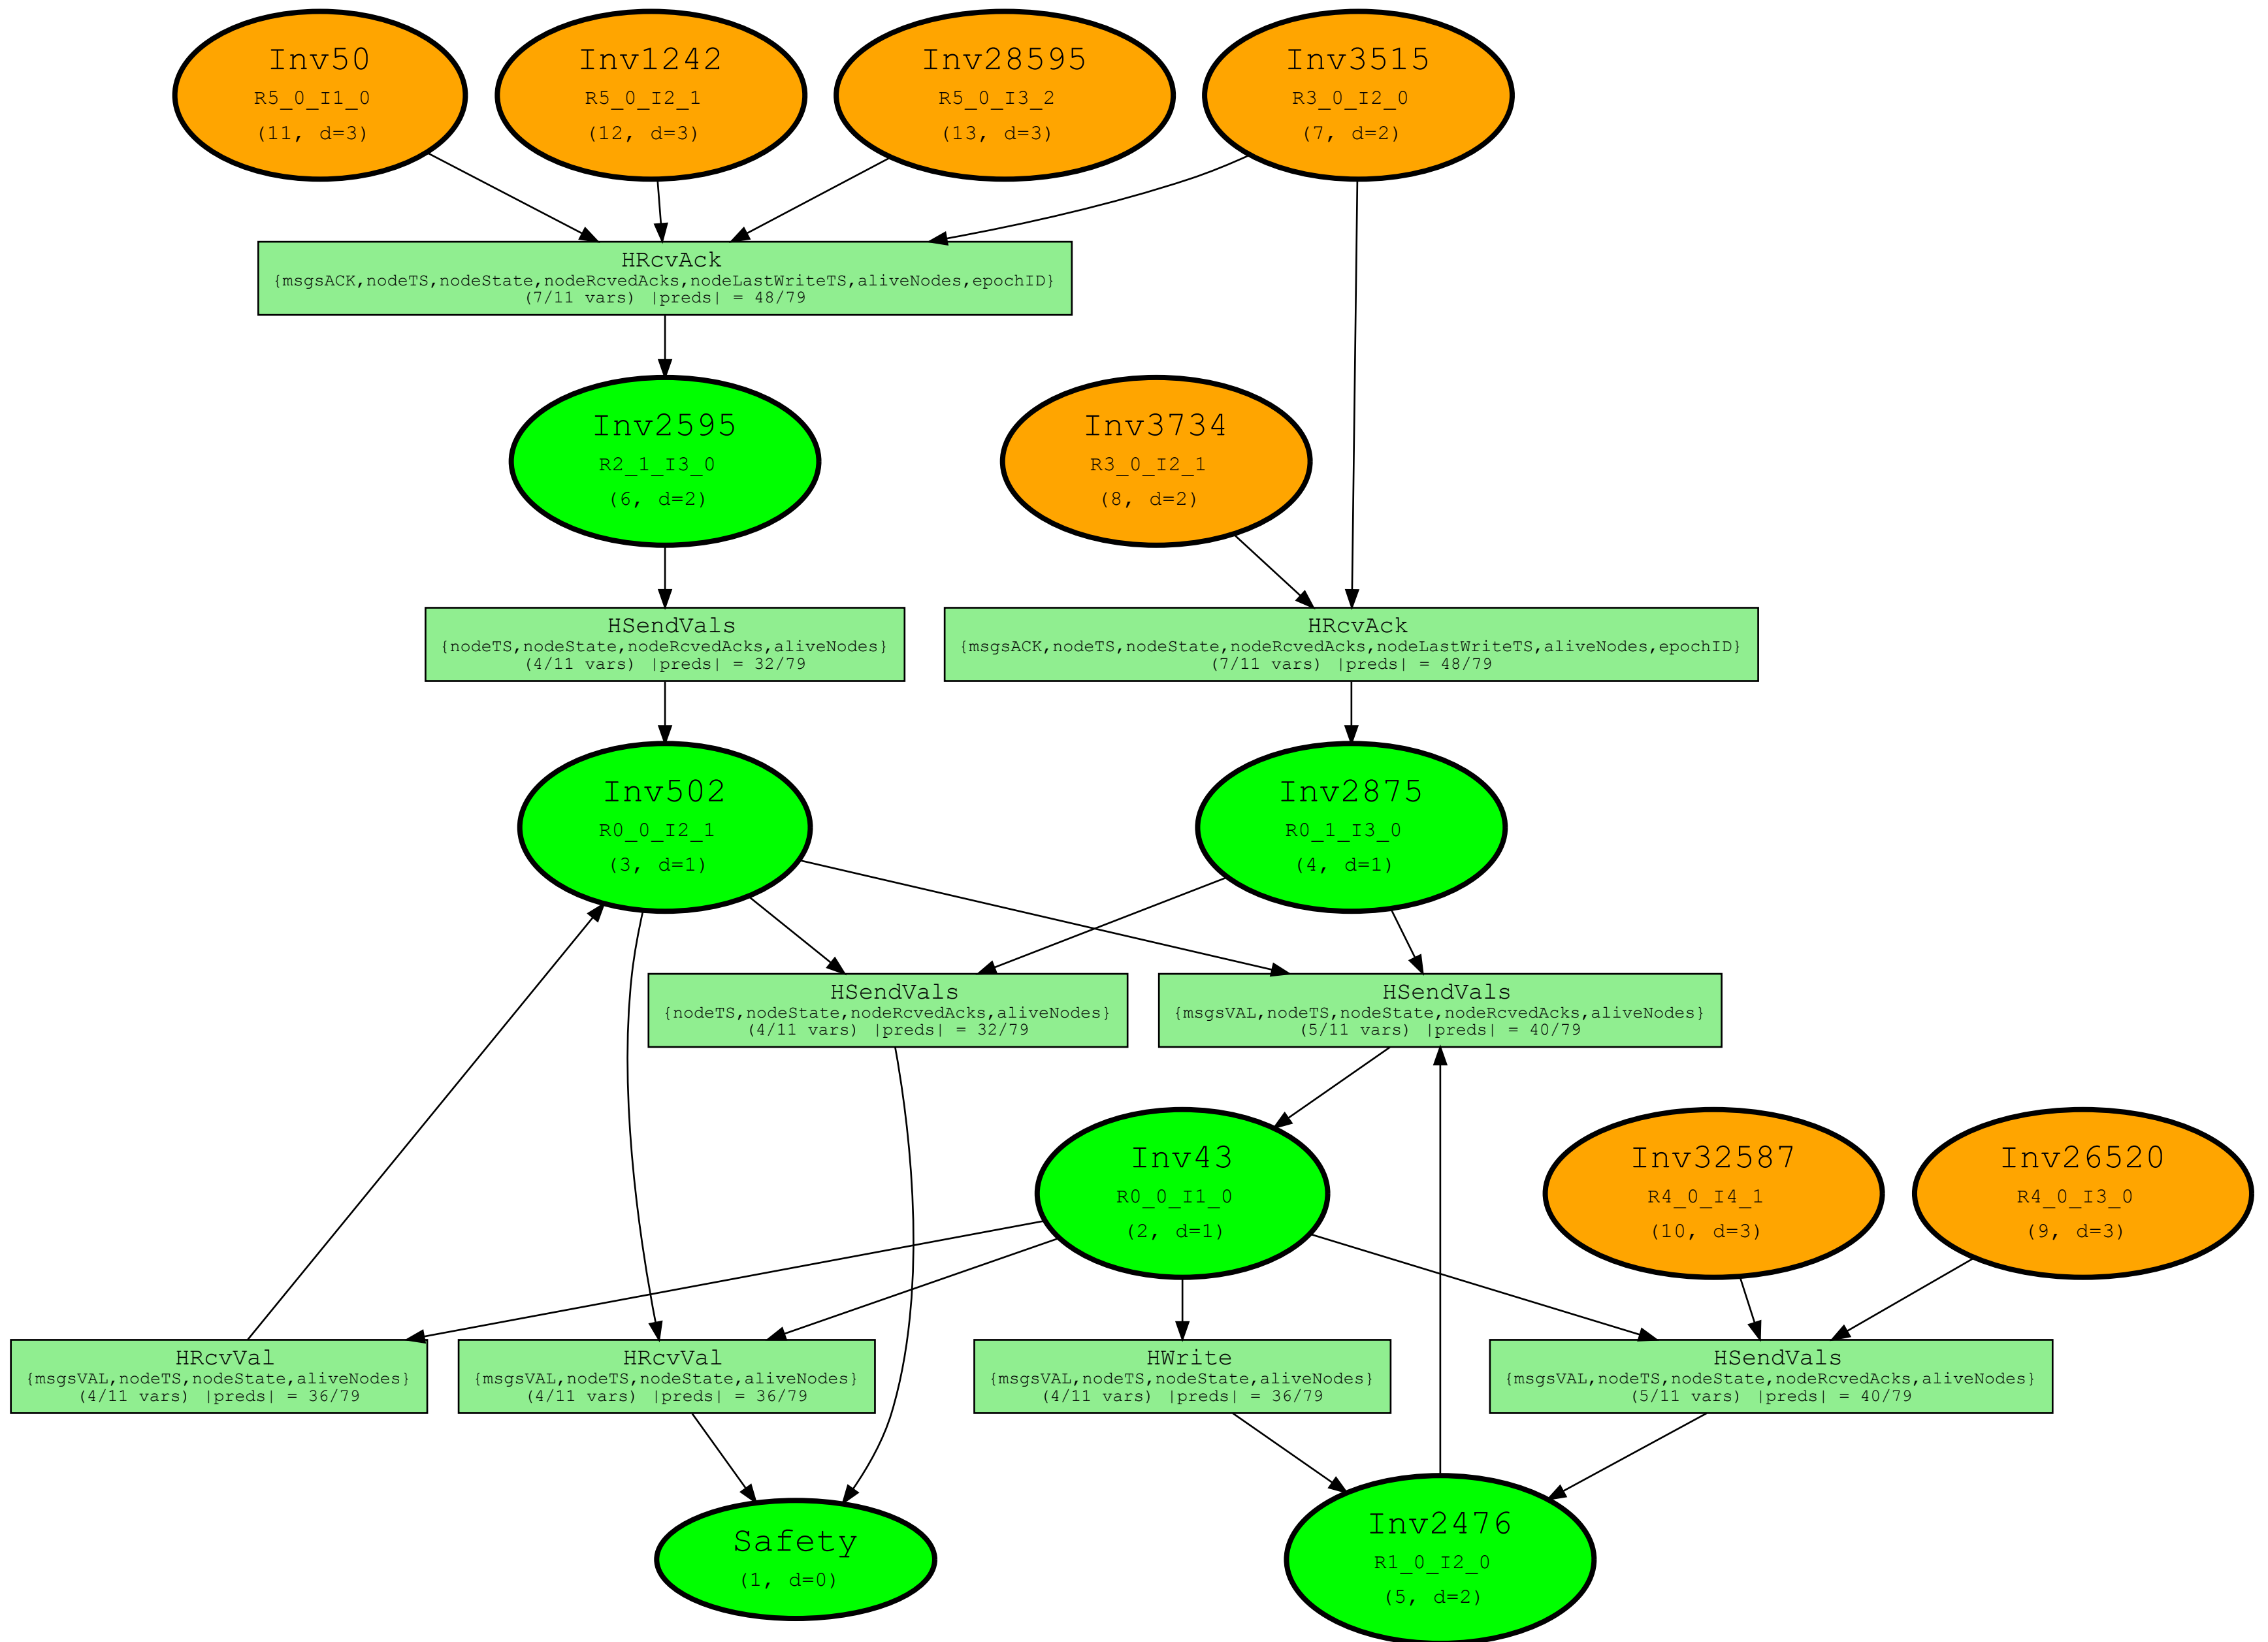 Inv50
R5_0_I1_0
(11, d=3)
Inv1242
R5_0_I2_1
(12, d=3)
Inv28595
R5_0_I3_2
(13, d=3)
Inv3515
R3_0_I2_0
(7, d=2)
HRcvAck
{msgsACK,nodeTS,nodeState,nodeRcvedAcks,nodeLastWriteTS,aliveNodes,epochID}
(7/11 vars) |preds| = 48/79
Inv2595
R2_1_I3_0
(6, d=2)
Inv3734
R3_0_I2_1
(8, d=2)
HSendVals
{nodeTS,nodeState,nodeRcvedAcks,aliveNodes}
(4/11 vars) |preds| = 32/79
HRcvAck
{msgsACK,nodeTS,nodeState,nodeRcvedAcks,nodeLastWriteTS,aliveNodes,epochID}
(7/11 vars) |preds| = 48/79
Inv502
R0_0_I2_1
(3, d=1)
Inv2875
R0_1_I3_0
(4, d=1)
HSendVals
{nodeTS,nodeState,nodeRcvedAcks,aliveNodes}
(4/11 vars) |preds| = 32/79
HSendVals
{msgsVAL,nodeTS,nodeState,nodeRcvedAcks,aliveNodes}
(5/11 vars) |preds| = 40/79
Inv43
R0_0_I1_0
(2, d=1)
Inv32587
R4_0_I4_1
(10, d=3)
Inv26520
R4_0_I3_0
(9, d=3)
HRcvVal
{msgsVAL,nodeTS,nodeState,aliveNodes}
(4/11 vars) |preds| = 36/79
HRcvVal
{msgsVAL,nodeTS,nodeState,aliveNodes}
(4/11 vars) |preds| = 36/79
HWrite
{msgsVAL,nodeTS,nodeState,aliveNodes}
(4/11 vars) |preds| = 36/79
HSendVals
{msgsVAL,nodeTS,nodeState,nodeRcvedAcks,aliveNodes}
(5/11 vars) |preds| = 40/79
Safety
(1, d=0)
Inv2476
R1_0_I2_0
(5, d=2)